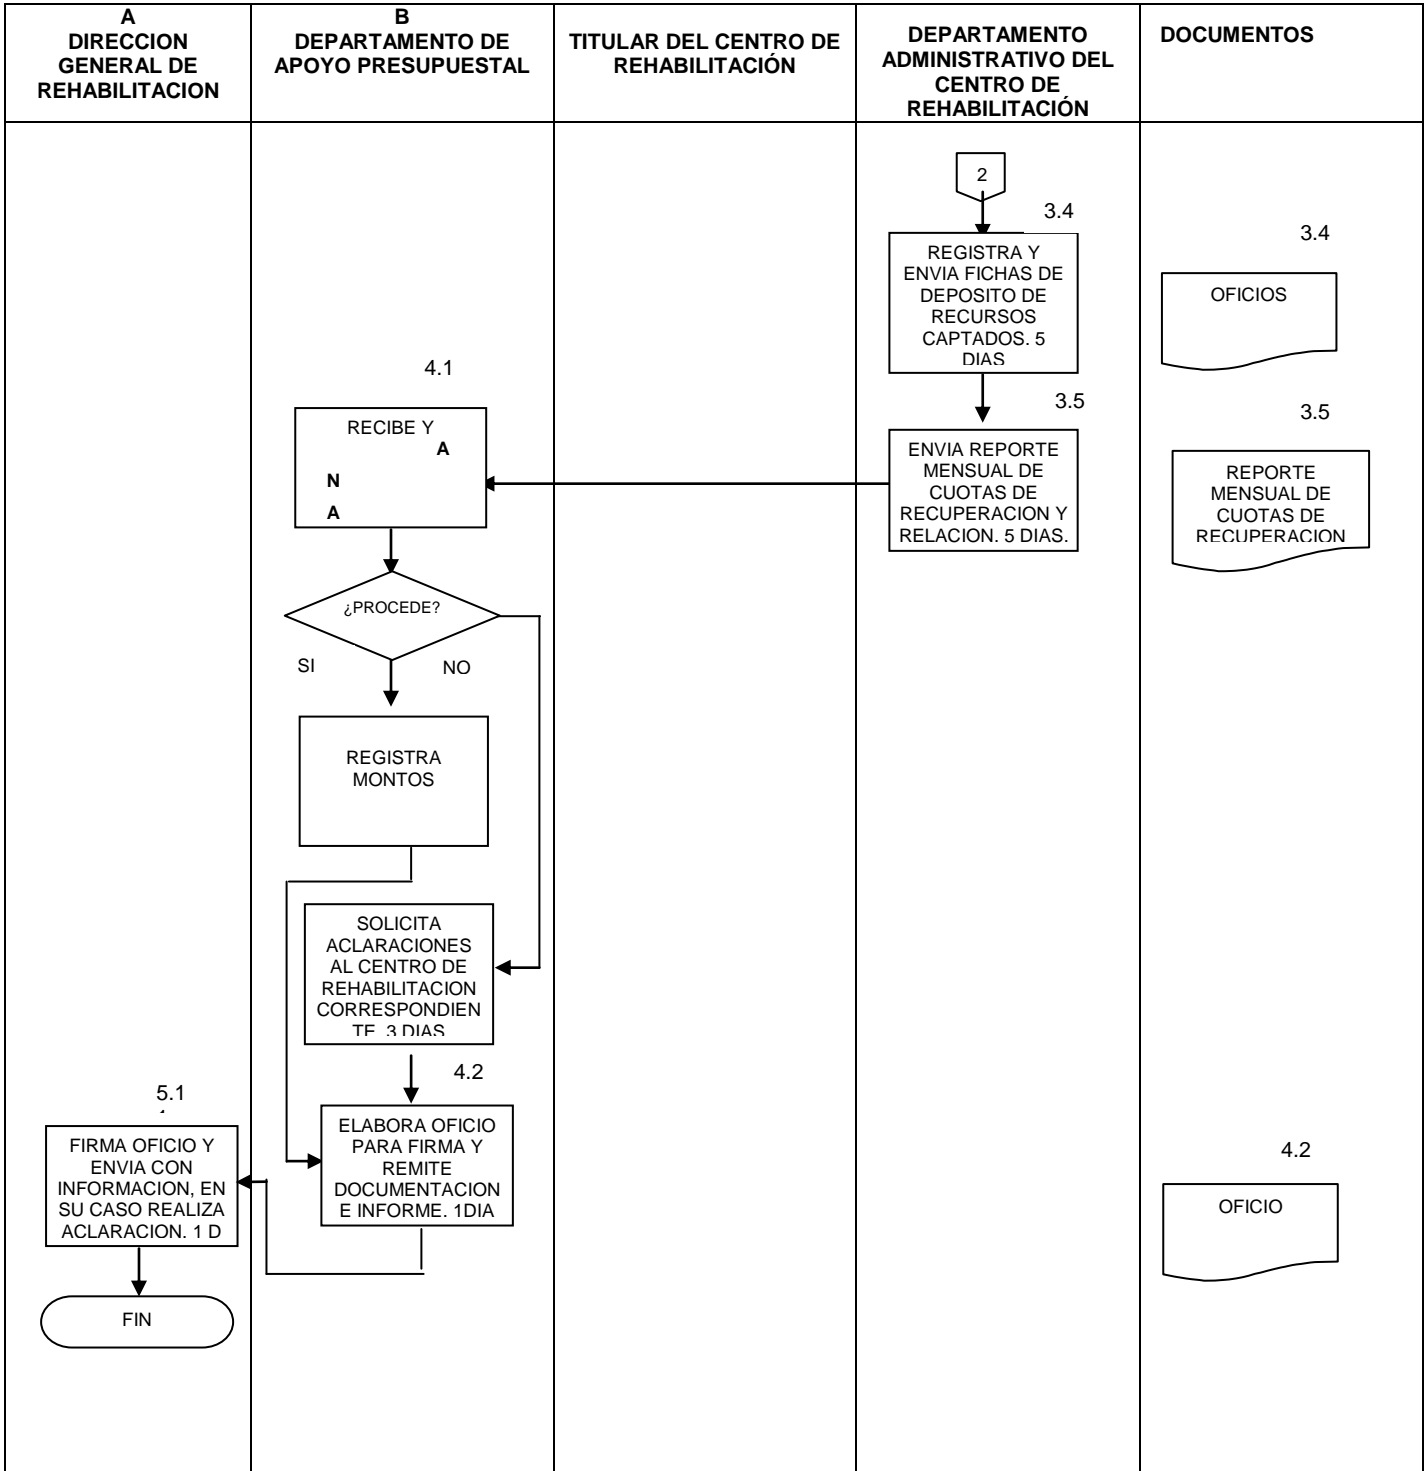 A
DIRECCION
GENERAL DE
REHABILITACION
B
DEPARTAMENTO DE
APOYO PRESUPUESTAL
TITULAR DEL CENTRO DE
REHABILITACIÓN
DEPARTAMENTO
ADMINISTRATIVO DEL
CENTRO DE
REHABILITACIÓN
DOCUMENTOS
2
3.4
REGISTRA Y
ENVIA FICHAS DE
DEPOSITO DE
RECURSOS
CAPTADOS. 5
DIAS
3.4
OFICIOS
3.5
ENVIA REPORTE
MENSUAL DE
CUOTAS DE
RECUPERACION Y
RELACION. 5 DIAS.
3.5
REPORTE
MENSUAL DE
CUOTAS DE
RECUPERACION
4.1
RECIBE Y
A
N
A
¿PROCEDE?
SI
NO
REGISTRA
MONTOS
SOLICITA
ACLARACIONES
AL CENTRO DE
REHABILITACION
CORRESPONDIEN
TE 3 DIAS
4.2
ELABORA OFICIO
PARA FIRMA Y
REMITE
DOCUMENTACION
E INFORME. 1DIA
4.2
OFICIO
5.1
FIRMA OFICIO Y
ENVIA CON
INFORMACION, EN
SU CASO REALIZA
ACLARACION. 1 D
FIN